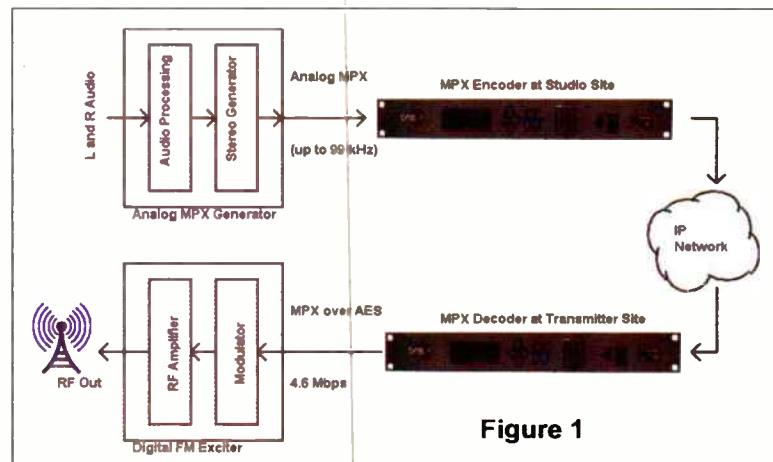 L and R Audio
Audio Processing
Stereo Generator
Analog MPX
(up to 99 kHz)
Analog MPX Generator
MPX Encoder at Studio Site
IP
Network
MPX Decoder at Transmitter Site
MPX over AES
4.6 Mbps
Modulator
RF Amplifier
Digital FM Exciter
RF Out
Figure 1